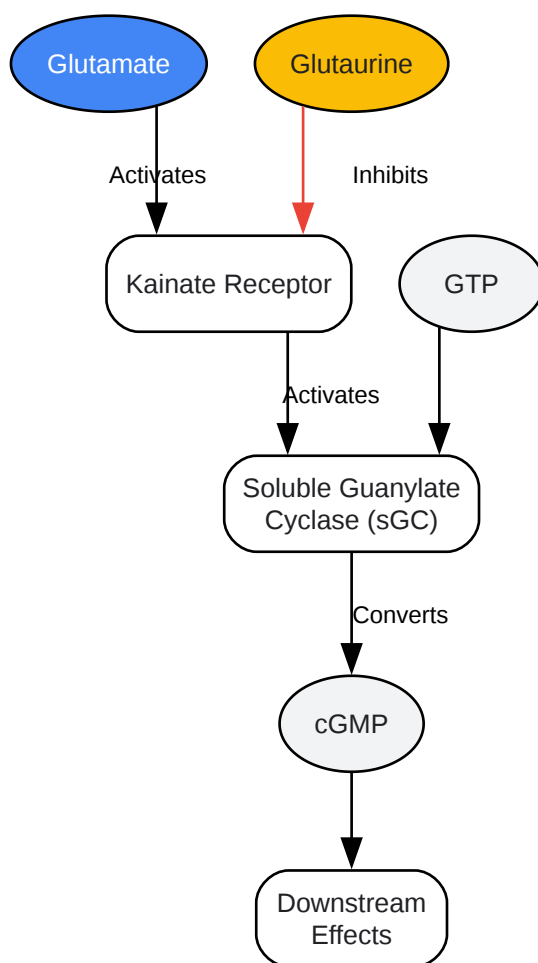 Glutamate
Glutaurine
Activates
Inhibits
Kainate Receptor
GTP
Activates
Soluble Guanylate
Cyclase (sGC)
Converts
cGMP
Downstream
Effects